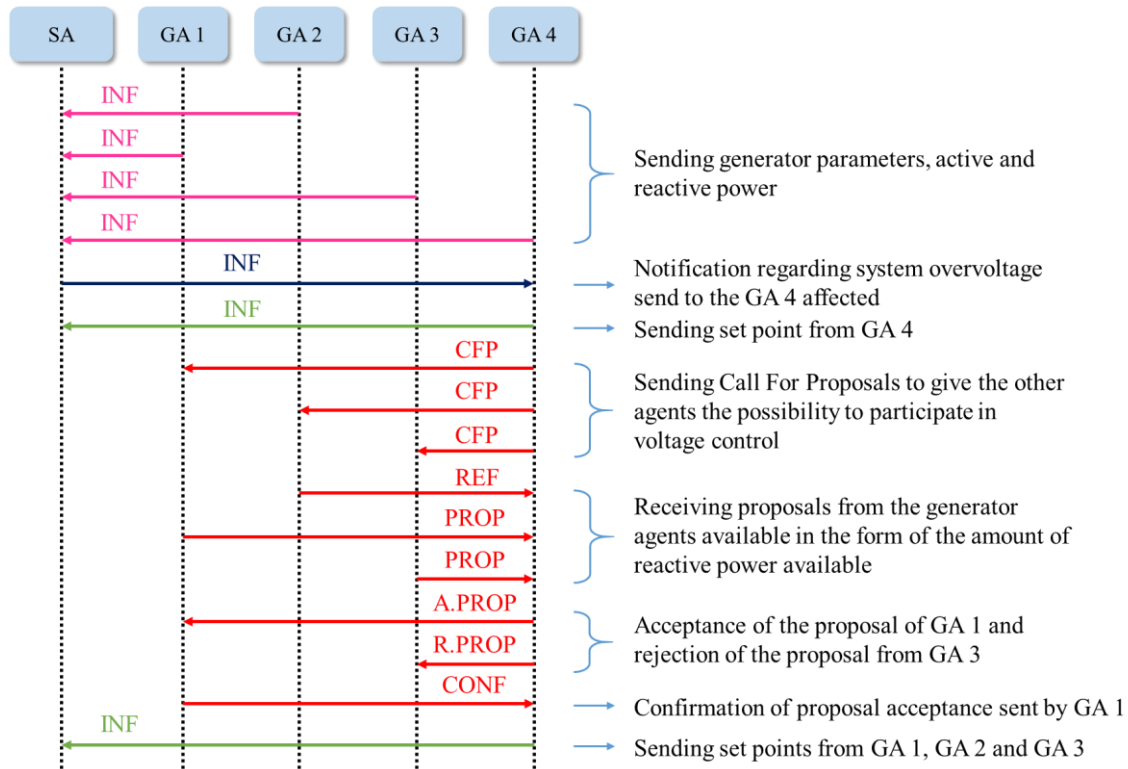 SA GA 1 GA 2 GA 3 GA 4
INF
INF
INF
INF
Sending generator parameters, active and
reactive power
INF
Notification regarding system overvoltage
send to the GA 4 affected
INF
Sending set point from GA 4
CFP
CFP
CFP
Sending Call For Proposals to give the other
agents the possibility to participate in
voltage control
REF
PROP
PROP
Receiving proposals from the generator
agents available in the form of the amount of
reactive power available
A.PROP
R.PROP
Acceptance of the proposal of GA 1 and
rejection of the proposal from GA 3
CONF
Confirmation of proposal acceptance sent by GA 1
INF
Sending set points from GA 1, GA 2 and GA 3